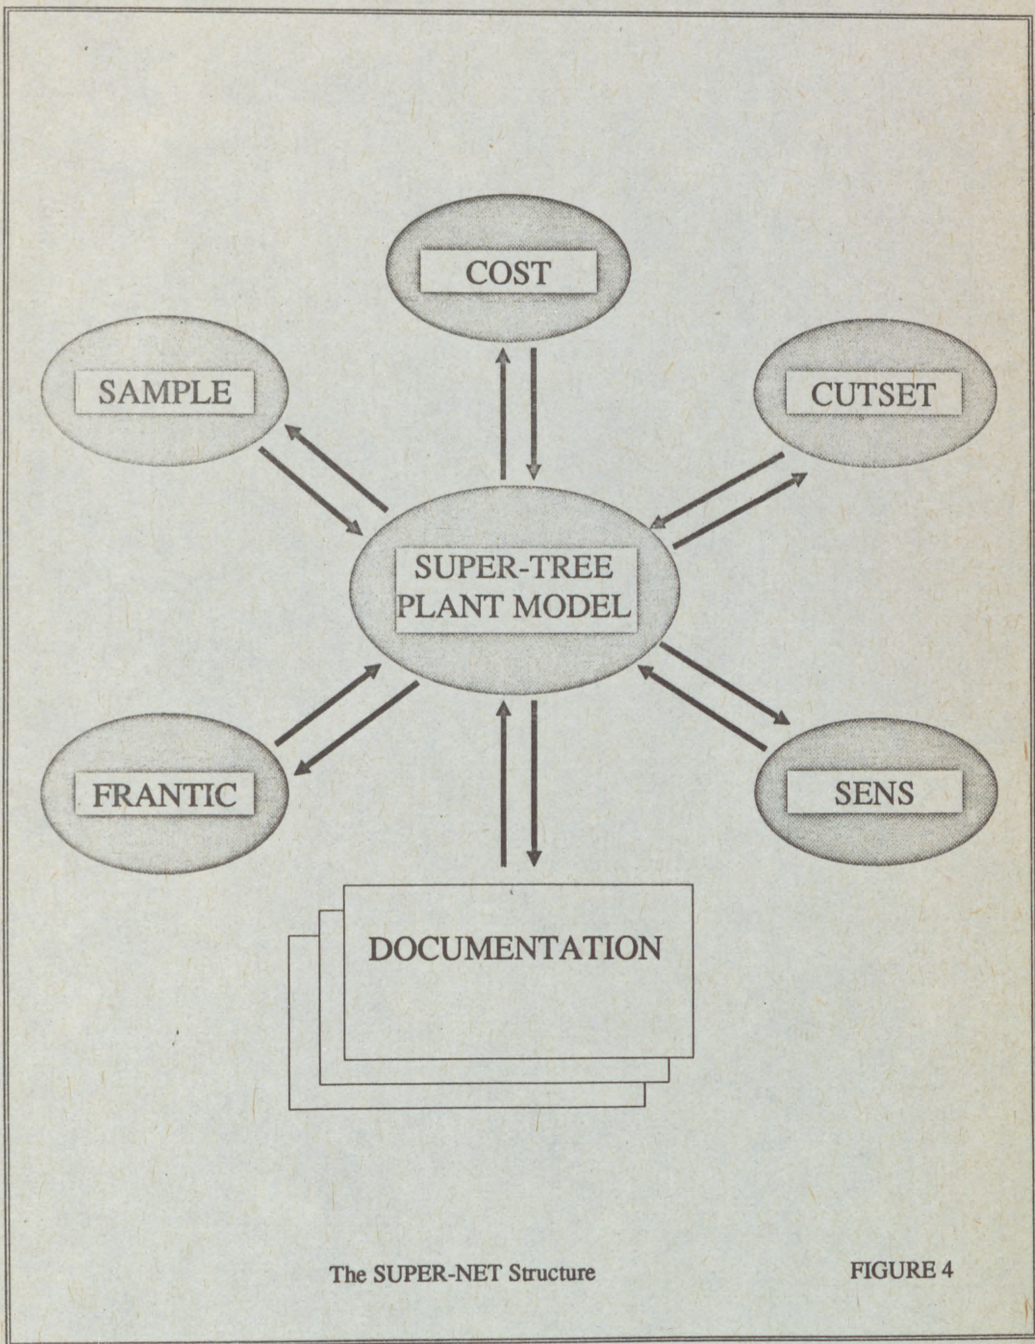 COST
SAMPLE
CUTSET
SUPER-TREE
PLANT MODEL
FRANTIC
SENS
DOCUMENTATION
The SUPER-NET Structure
FIGURE 4